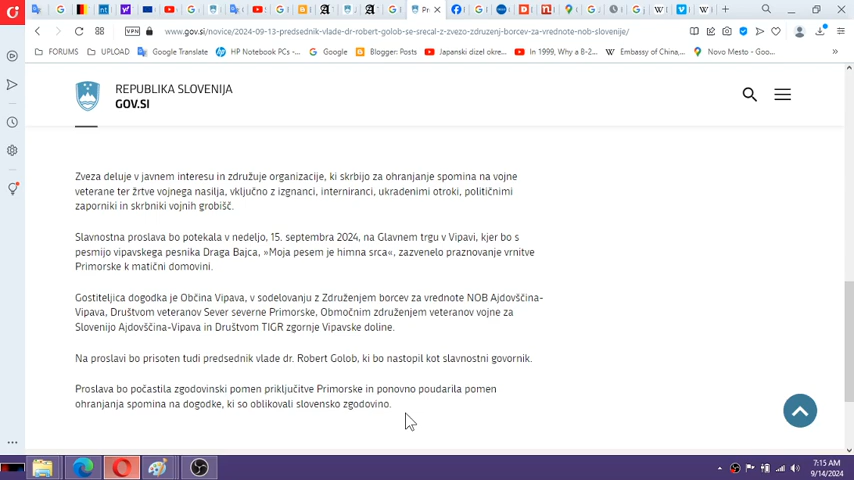 VPN
www.gov.si/novice/2024-09-13-predsednik-vlade-dr-robert-golob-se-srecal-z-zvezo-zdruzenj-borcev-za-vrednote-nob-slovenije/
FORUMS
UPLOAD
Google Translate
HP Notebook PCs -...
Google
Blogger: Posts
Japanski dizel okre...
In 1999, Why a B-2...
Embassy of China,...
Novo Mesto - Goo...
REPUBLIKA SLOVENIJA
GOV.SI
Zveza deluje v javnem interesu in združuje organizacije, ki skrbijo za ohranjanje spomina na vojne
veterane ter žrtve vojnega nasilja, vključno z izgnanci, interniranci, ukradenimi otroki, političnimi
zaporniki in skrbniki vojnih grobišč.
Slavnostna proslava bo potekala v nedeljo, 15. septembra 2024, na Glavnem trgu v Vipavi, kjer bo s
pesmijo vipavskega pesnika Draga Bajca, »Moja pesem je himna srca«, zazvenelo praznovanje vrnitve
Primorske k matični domovini.
Gostiteljica dogodka je Občina Vipava, v sodelovanju z Združenjem borcev za vrednote NOB Ajdovščina-
Vipava, Društvom veteranov Sever severne Primorske, Območnim združenjem veteranov vojne za
Slovenijo Ajdovščina-Vipava in Društvom TIGR zgornje Vipavske doline.
Na proslavi bo prisoten tudi predsednik vlade dr. Robert Golob, ki bo nastopil kot slavnostni govornik.
Proslava bo počastila zgodovinski pomen priključitve Primorske in ponovno poudarila pomen
ohranjanja spomina na dogodke, ki so oblikovali slovensko zgodovino.
7:15 AM
9/14/2024